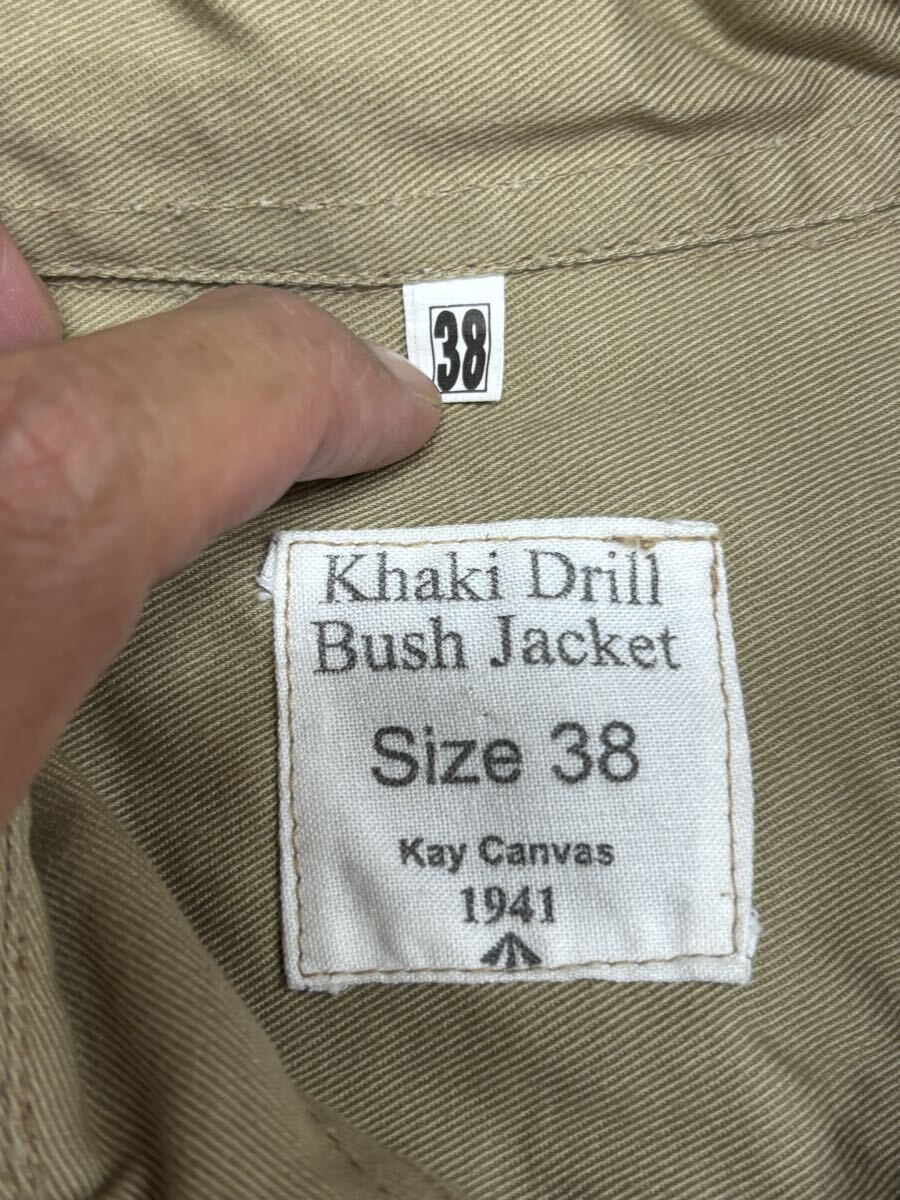 38
Khaki Drill
Bush Jacket
Size 38
Kay Canvas
1941